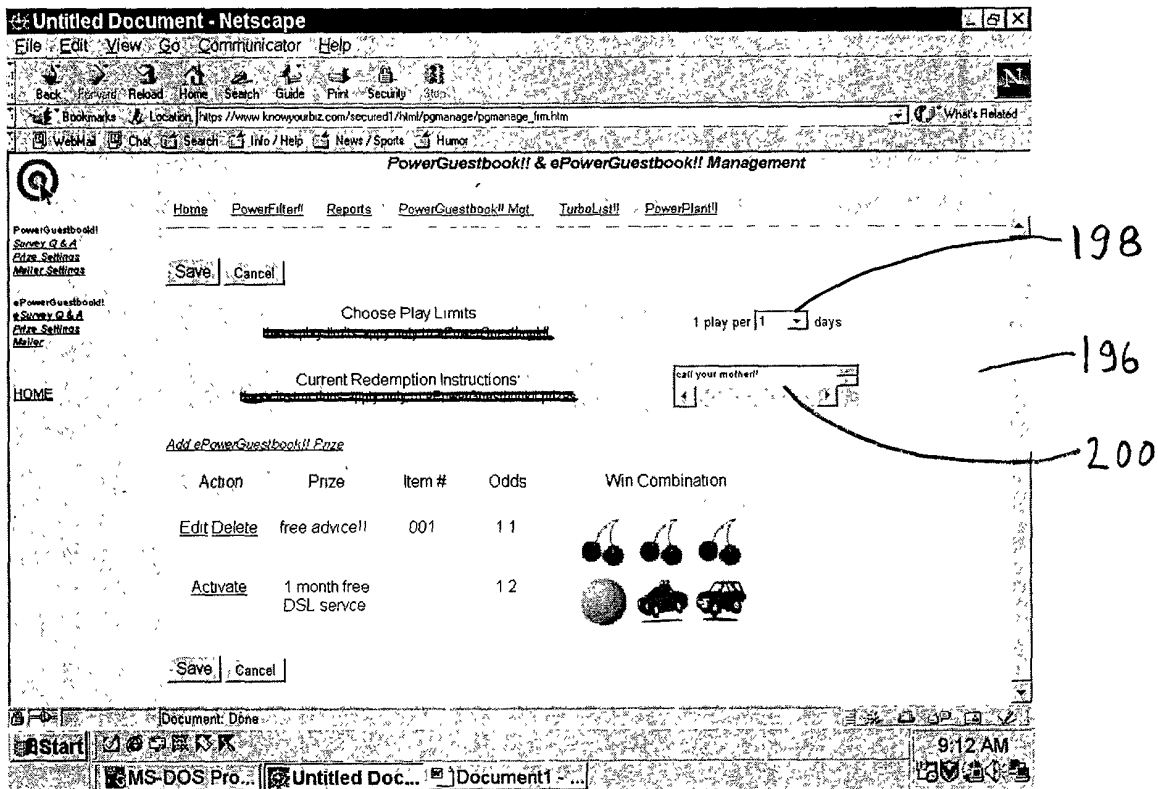 Untitled Document - Netscape
File Edit View Go Communicator Help
Back Forward Reload Home Search Guide Print Security Stop
N
Bookmarks Location https://www.knowyourbiz.com/secured1/html/pgmanage/pgmanage_frm.htm What's Related
WebMail Chat Search Info / Help News / Sports Humor
PowerGuestbook!! & ePowerGuestbook!! Management
Home PowerFilter!! Reports PowerGuestbook!! Mgt TurboList!! PowerPlant!!
PowerGuestbook!!
Survey Q & A
Prize Settings
Mailer Settings
ePowerGuestbook!!
eSurvey Q & A
Prize Settings
Mailer
HOME
Save Cancel
Choose Play Limits
1 play per 1 days
198
Current Redemption Instructions
call your mother!!
196
200
Add ePowerGuestbook!! Prize
Action Prize Item # Odds Win Combination
Edit Delete free advice!! 001 1 1
Activate 1 month free 1 2
DSL servce
Save Cancel
Document: Done
Start 9:12 AM
MS-DOS Pro... Untitled Doc... Document1 - ...